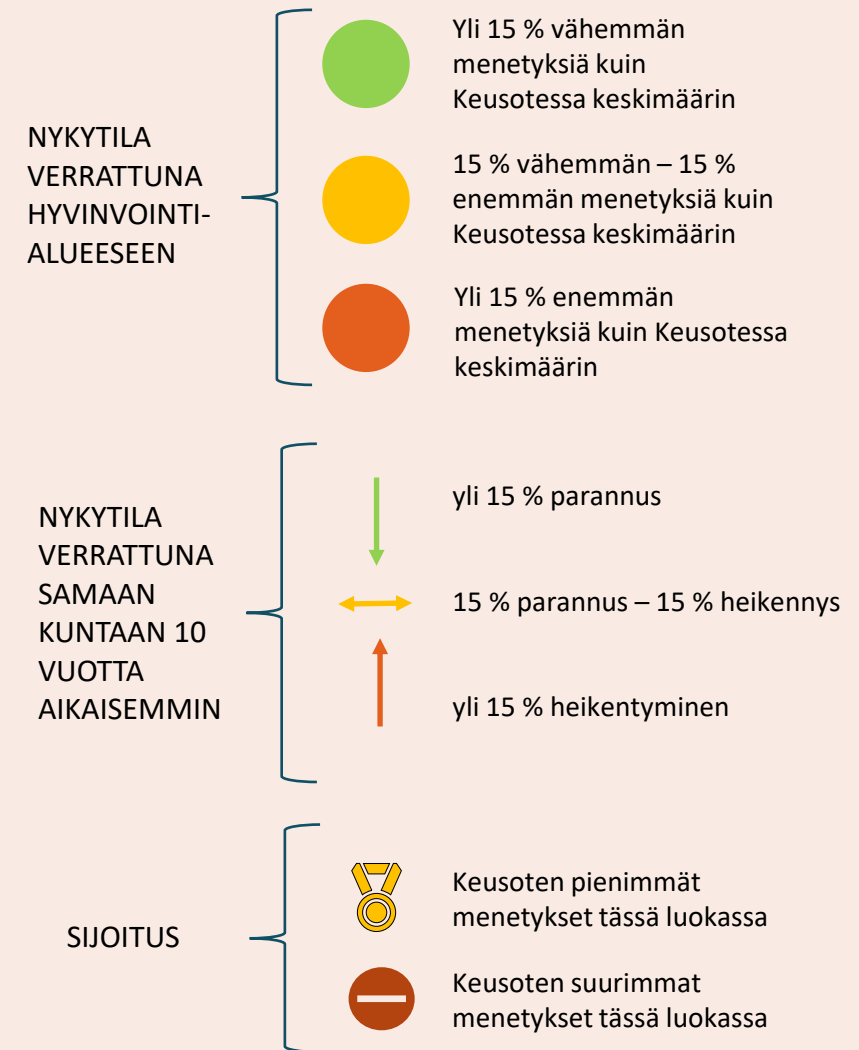 NYKYTILA
VERRATTUNA
HYVINVOINTI-
ALUEESEEN
Yli 15 % vähemmän
menetyksiä kuin
Keusotessa keskimäärin
15 % vähemmän – 15 %
enemmän menetyksiä kuin
Keusotessa keskimäärin
Yli 15 % enemmän
menetyksiä kuin Keusotessa
keskimäärin
NYKYTILA
VERRATTUNA
SAMAAN
KUNTAAN 10
VUOTTA
AIKAISEMMIN
yli 15 % parannus
15 % parannus – 15 % heikennys
yli 15 % heikentyminen
SIJOITUS
Keusoten pienimmät
menetykset tässä luokassa
Keusoten suurimmat
menetykset tässä luokassa